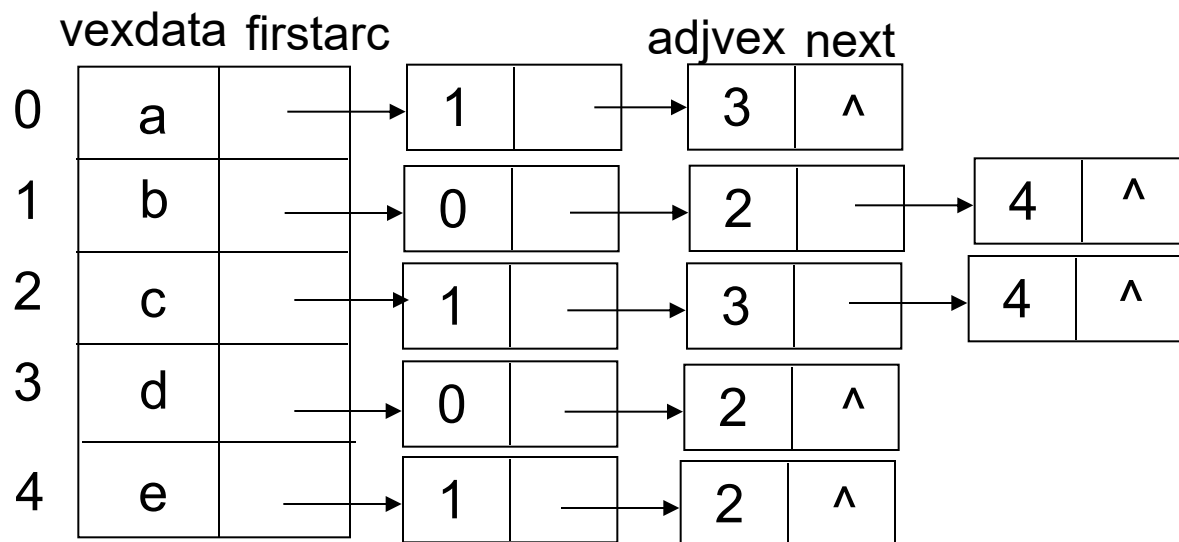 vexdata firstarc adjvex next
0 a 1 3 ^
1 b 0 2 4 ^
2 c 1 3 4 ^
3 d 0 2 ^
4 e 1 2 ^